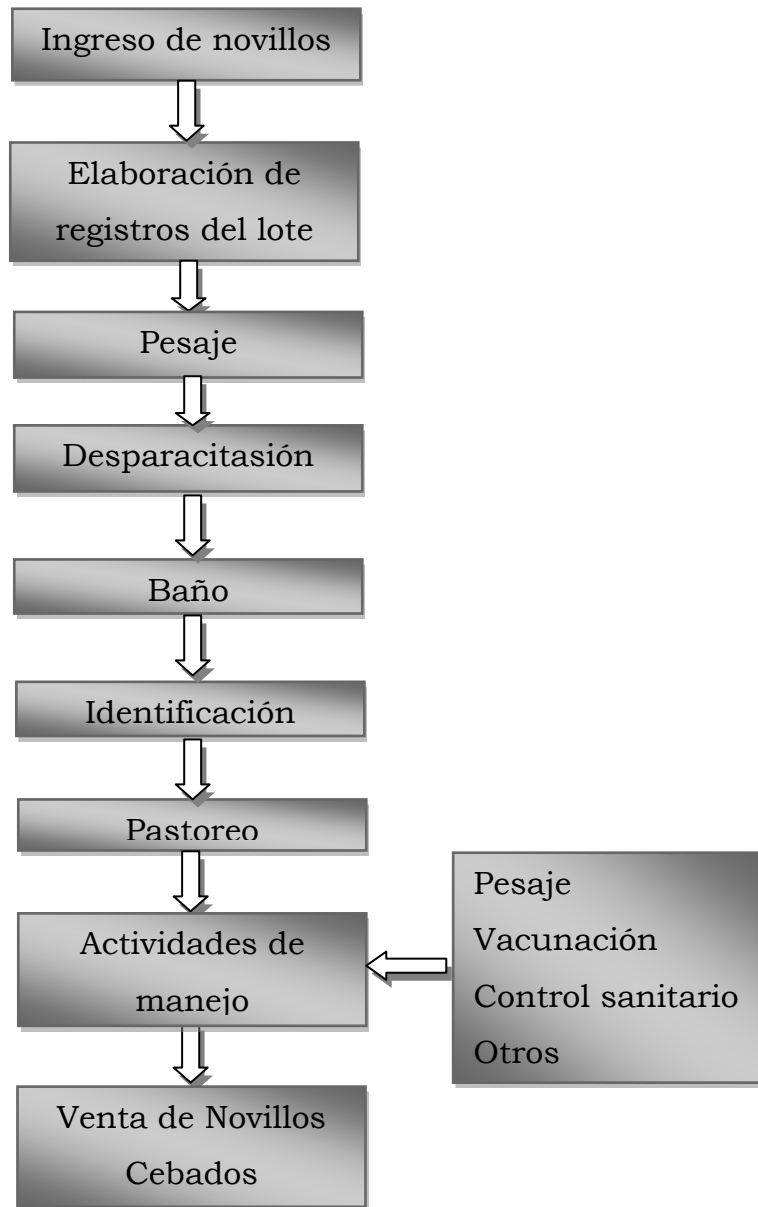 Ingreso de novillos
Elaboración de
registros del lote
Pesaje
Desparacitasión
Baño
Identificación
Pastoreo
Actividades de
manejo
Pesaje
Vacunación
Control sanitario
Otros
Venta de Novillos
Cebados